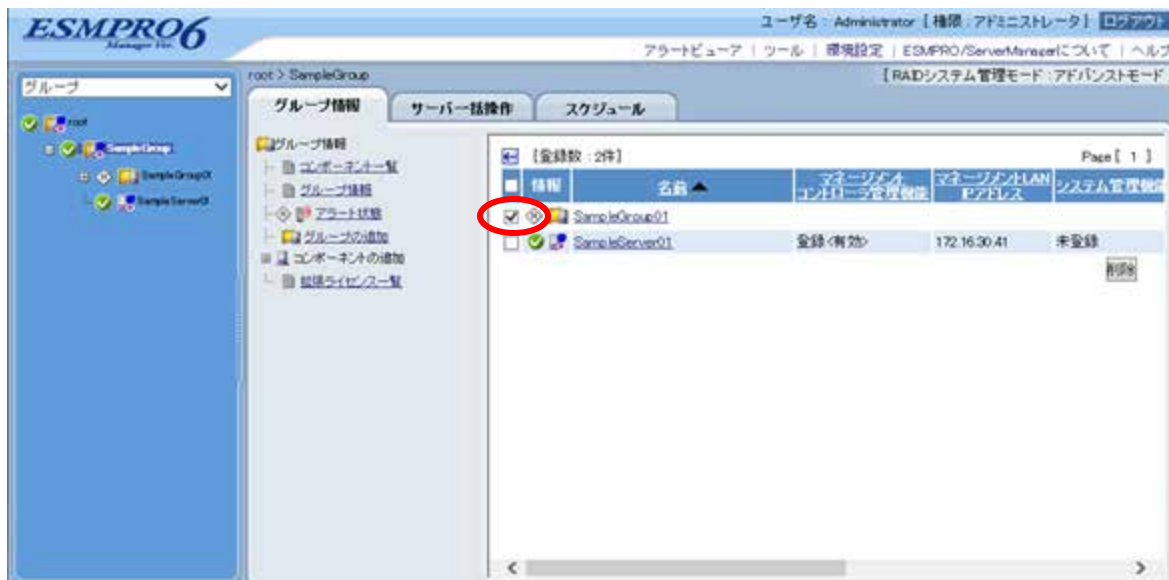 ESMPRO6
Manager Ver.
ユーザ名 : Administrator [ 権限 : アドミニストレータ ] ログアウト
アラートビューア | ツール | 環境設定 | ESMPRO/ServerManagerについて | ヘルプ
グループ
root
SampleGroup
SampleGroup01
SampleServer01
root > SampleGroup
[ RAIDシステム管理モード : アドバンストモード
グループ情報
サーバ一括操作
スケジュール
グループ情報
コンポーネント一覧
グループ情報
アラート状態
グループの追加
コンポーネントの追加
拡張ライセンス一覧
[登録数 : 2件]
Page [ 1 ]
情報 名前▲ マネージメントコントローラ管理機能 マネージメントLAN IPアドレス システム管理機能
SampleGroup01
SampleServer01 登録<有効> 172.16.30.41 未登録
削除